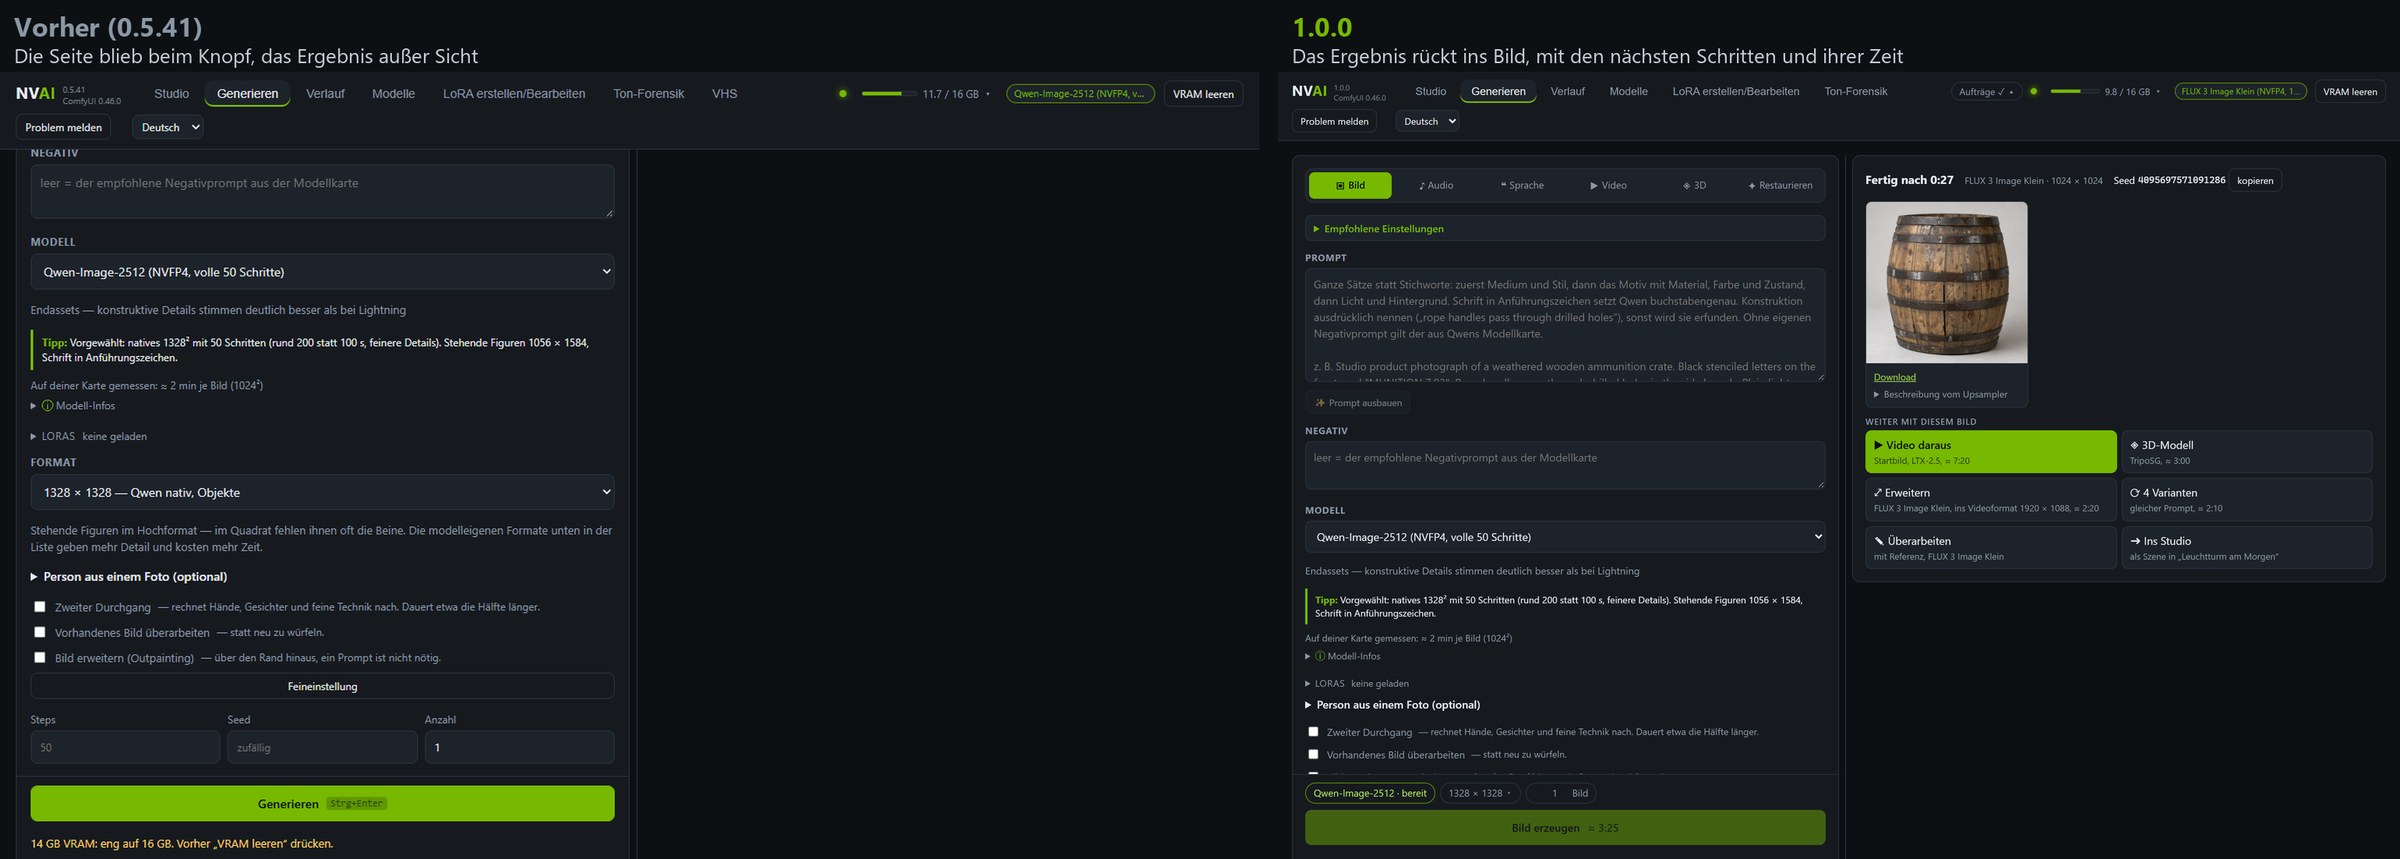 Vorher (0.5.41)
Die Seite blieb beim Knopf, das Ergebnis außer Sicht
NVAI
0.5.41
ComfyUI 0.46.0
Studio
Generieren
Verlauf
Modelle
LoRA erstellen/Bearbeiten
Ton-Forensik
VHS
11.7 / 16 GB
Qwen-Image-2512 (NVFP4, v...
VRAM leeren
Problem melden
Deutsch
NEGATIV
leer = der empfohlene Negativprompt aus der Modellkarte
MODELL
Qwen-Image-2512 (NVFP4, volle 50 Schritte)
Endassets — konstruktive Details stimmen deutlich besser als bei Lightning
Tipp: Vorgewählt: natives 1328² mit 50 Schritten (rund 200 statt 100 s, feinere Details). Stehende Figuren 1056 × 1584,
Schrift in Anführungszeichen.
Auf deiner Karte gemessen: ≈ 2 min je Bild (1024²)
ⓘ Modell-Infos
LORAS keine geladen
FORMAT
1328 × 1328 — Qwen nativ, Objekte
Stehende Figuren im Hochformat — im Quadrat fehlen ihnen oft die Beine. Die modelleigenen Formate unten in der
Liste geben mehr Detail und kosten mehr Zeit.
Person aus einem Foto (optional)
Zweiter Durchgang — rechnet Hände, Gesichter und feine Technik nach. Dauert etwa die Hälfte länger.
Vorhandenes Bild überarbeiten — statt neu zu würfeln.
Bild erweitern (Outpainting) — über den Rand hinaus, ein Prompt ist nicht nötig.
Feineinstellung
Steps
Seed
Anzahl
50
zufällig
1
Generieren Strg+Enter
14 GB VRAM: eng auf 16 GB. Vorher „VRAM leeren“ drücken.
1.0.0
Das Ergebnis rückt ins Bild, mit den nächsten Schritten und ihrer Zeit
NVAI
1.0.0
ComfyUI 0.46.0
Studio
Generieren
Verlauf
Modelle
LoRA erstellen/Bearbeiten
Ton-Forensik
Aufträge ✓
9.8 / 16 GB
FLUX 3 Image Klein (NVFP4, 1...
VRAM leeren
Problem melden
Deutsch
Bild
Audio
Sprache
Video
3D
Restaurieren
Empfohlene Einstellungen
PROMPT
Ganze Sätze statt Stichworte: zuerst Medium und Stil, dann das Motiv mit Material, Farbe und Zustand,
dann Licht und Hintergrund. Schrift in Anführungszeichen setzt Qwen buchstabengenau. Konstruktion
ausdrücklich nennen („rope handles pass through drilled holes“), sonst wird sie erfunden. Ohne eigenen
Negativprompt gilt der aus Qwens Modellkarte.
z. B. Studio product photograph of a weathered wooden ammunition crate. Black stenciled letters on the
Prompt ausbauen
NEGATIV
leer = der empfohlene Negativprompt aus der Modellkarte
MODELL
Qwen-Image-2512 (NVFP4, volle 50 Schritte)
Endassets — konstruktive Details stimmen deutlich besser als bei Lightning
Tipp: Vorgewählt: natives 1328² mit 50 Schritten (rund 200 statt 100 s, feinere Details). Stehende Figuren 1056 × 1584,
Schrift in Anführungszeichen.
Auf deiner Karte gemessen: ≈ 2 min je Bild (1024²)
ⓘ Modell-Infos
LORAS keine geladen
Person aus einem Foto (optional)
Zweiter Durchgang — rechnet Hände, Gesichter und feine Technik nach. Dauert etwa die Hälfte länger.
Vorhandenes Bild überarbeiten — statt neu zu würfeln.
Qwen-Image-2512 · bereit
1328 × 1328
1 Bild
Bild erzeugen ≈ 3:25
Fertig nach 0:27
FLUX 3 Image Klein · 1024 × 1024
Seed 4095697571091286
kopieren
Download
Beschreibung vom Upsampler
WEITER MIT DIESEM BILD
Video daraus
Startbild, LTX-2.5, ≈ 7:20
3D-Modell
TripoSG, ≈ 3:00
Erweitern
FLUX 3 Image Klein, ins Videoformat 1920 × 1088, ≈ 2:20
4 Varianten
gleicher Prompt, ≈ 2:10
Überarbeiten
mit Referenz, FLUX 3 Image Klein
Ins Studio
als Szene in „Leuchtturm am Morgen“